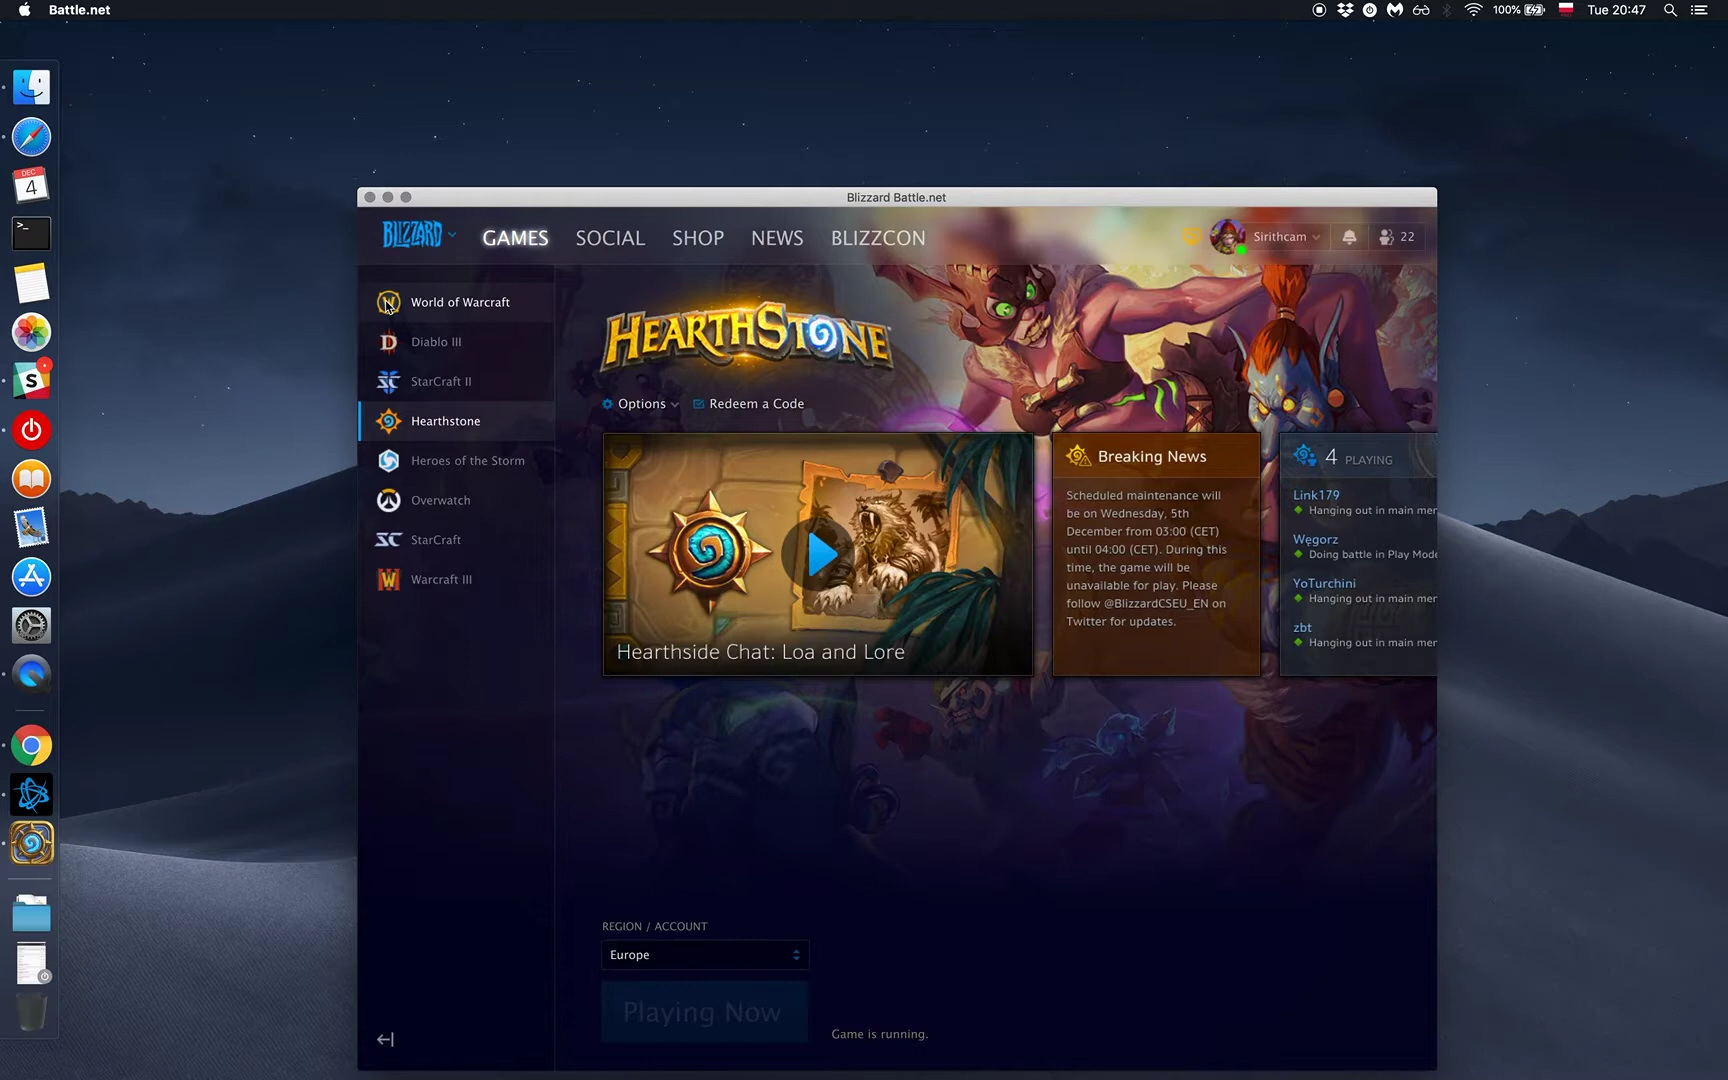 Battle.net
100%
Tue 20:47
DEC
4
Blizzard Battle.net
BLIZZARD
GAMES
SOCIAL
SHOP
NEWS
BLIZZCON
Sirithcam
22
World of Warcraft
Diablo III
StarCraft II
Hearthstone
Heroes of the Storm
Overwatch
StarCraft
Warcraft III
HEARTHSTONE
Options
Redeem a Code
Hearthside Chat: Loa and Lore
Breaking News
Scheduled maintenance will
be on Wednesday, 5th
December from 03:00 (CET)
until 04:00 (CET). During this
time, the game will be
unavailable for play. Please
follow @BlizzardCSEU_EN on
Twitter for updates.
4 PLAYING
Link179
Hanging out in main mer
Węgorz
Doing battle in Play Mode
YoTurchini
Hanging out in main mer
zbt
Hanging out in main mer
REGION / ACCOUNT
Europe
Playing Now
Game is running.